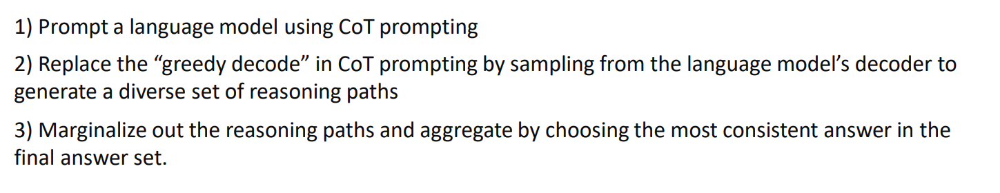 1) Prompt a language model using CoT prompting
2) Replace the “greedy decode” in CoT prompting by sampling from the language model’s decoder to
generate a diverse set of reasoning paths
3) Marginalize out the reasoning paths and aggregate by choosing the most consistent answer in the
final answer set.